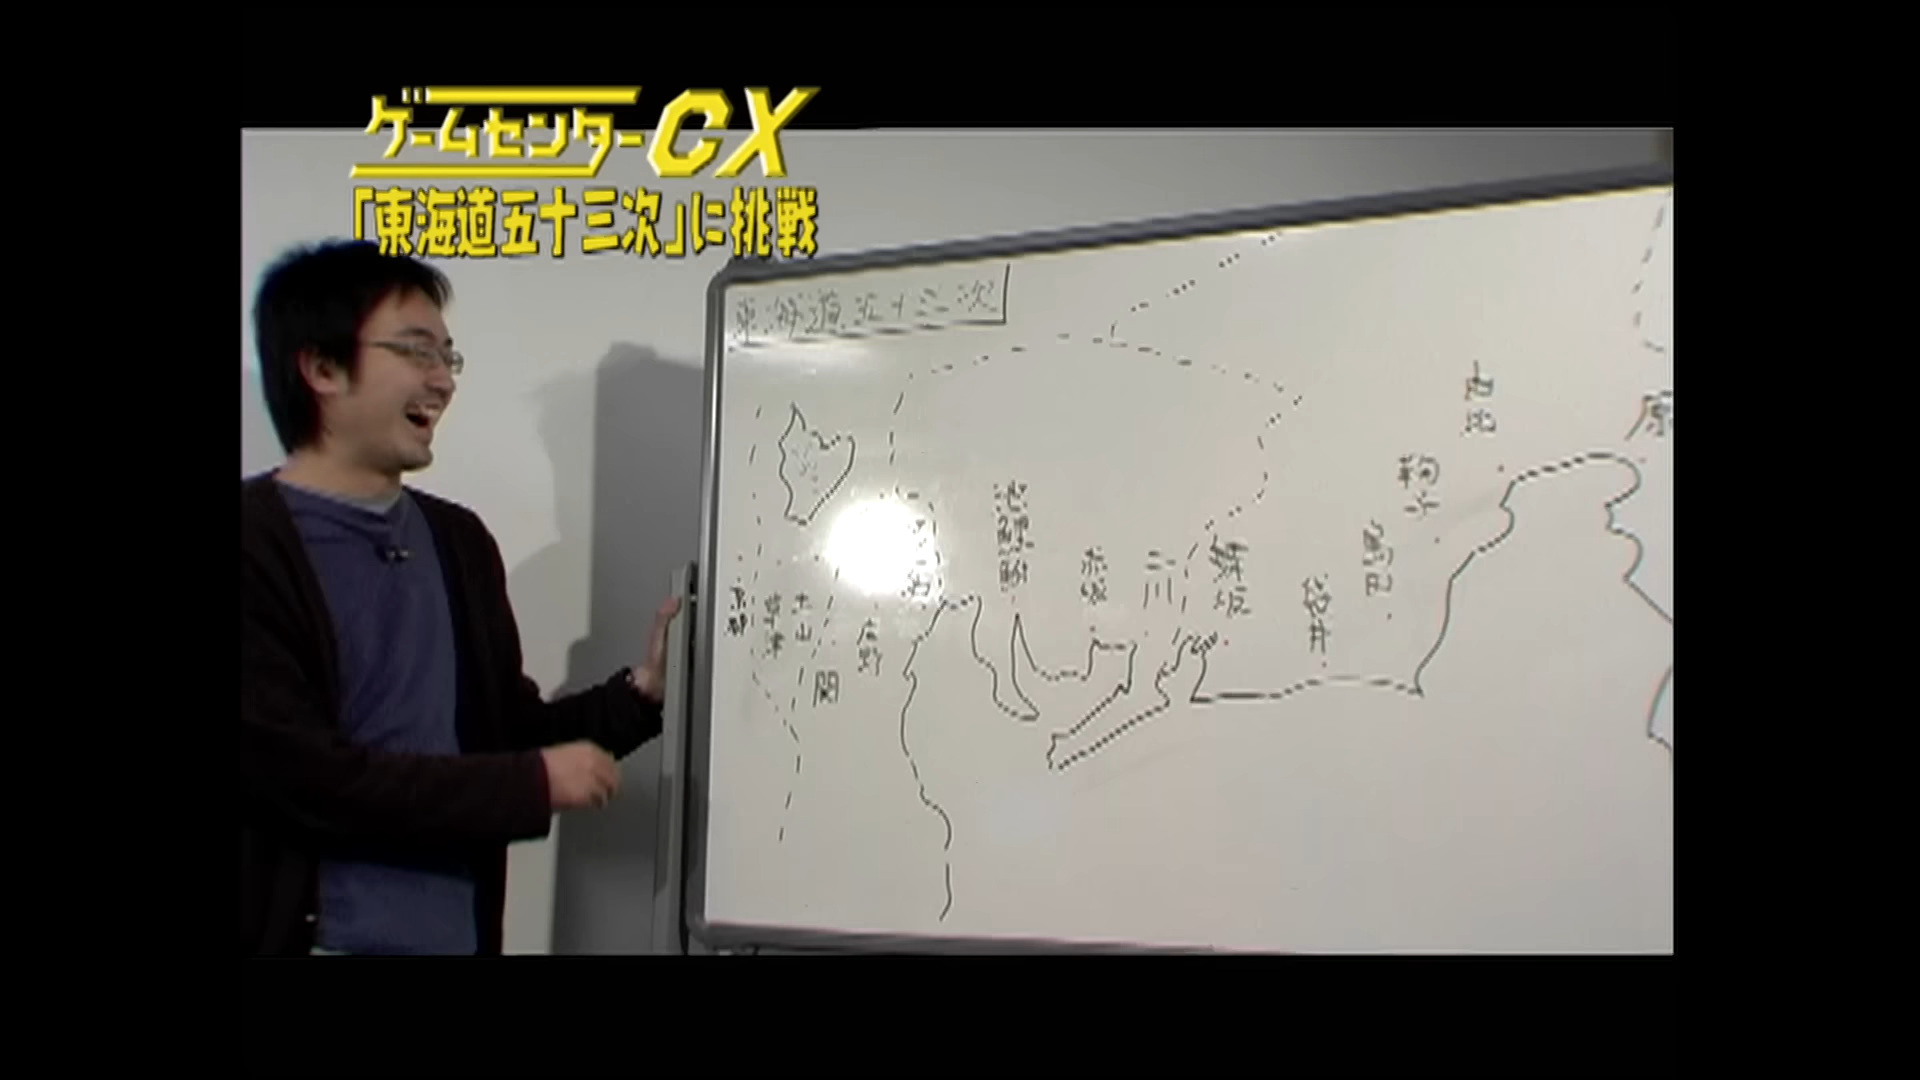 ゲームセンターCX
「東海道五十三次」に挑戦
東海道五十三次
由比
原
鞠子
池鯉鮒
馬
赤坂
二川
舞坂
袋井
京都
草津
土山
庄野
関